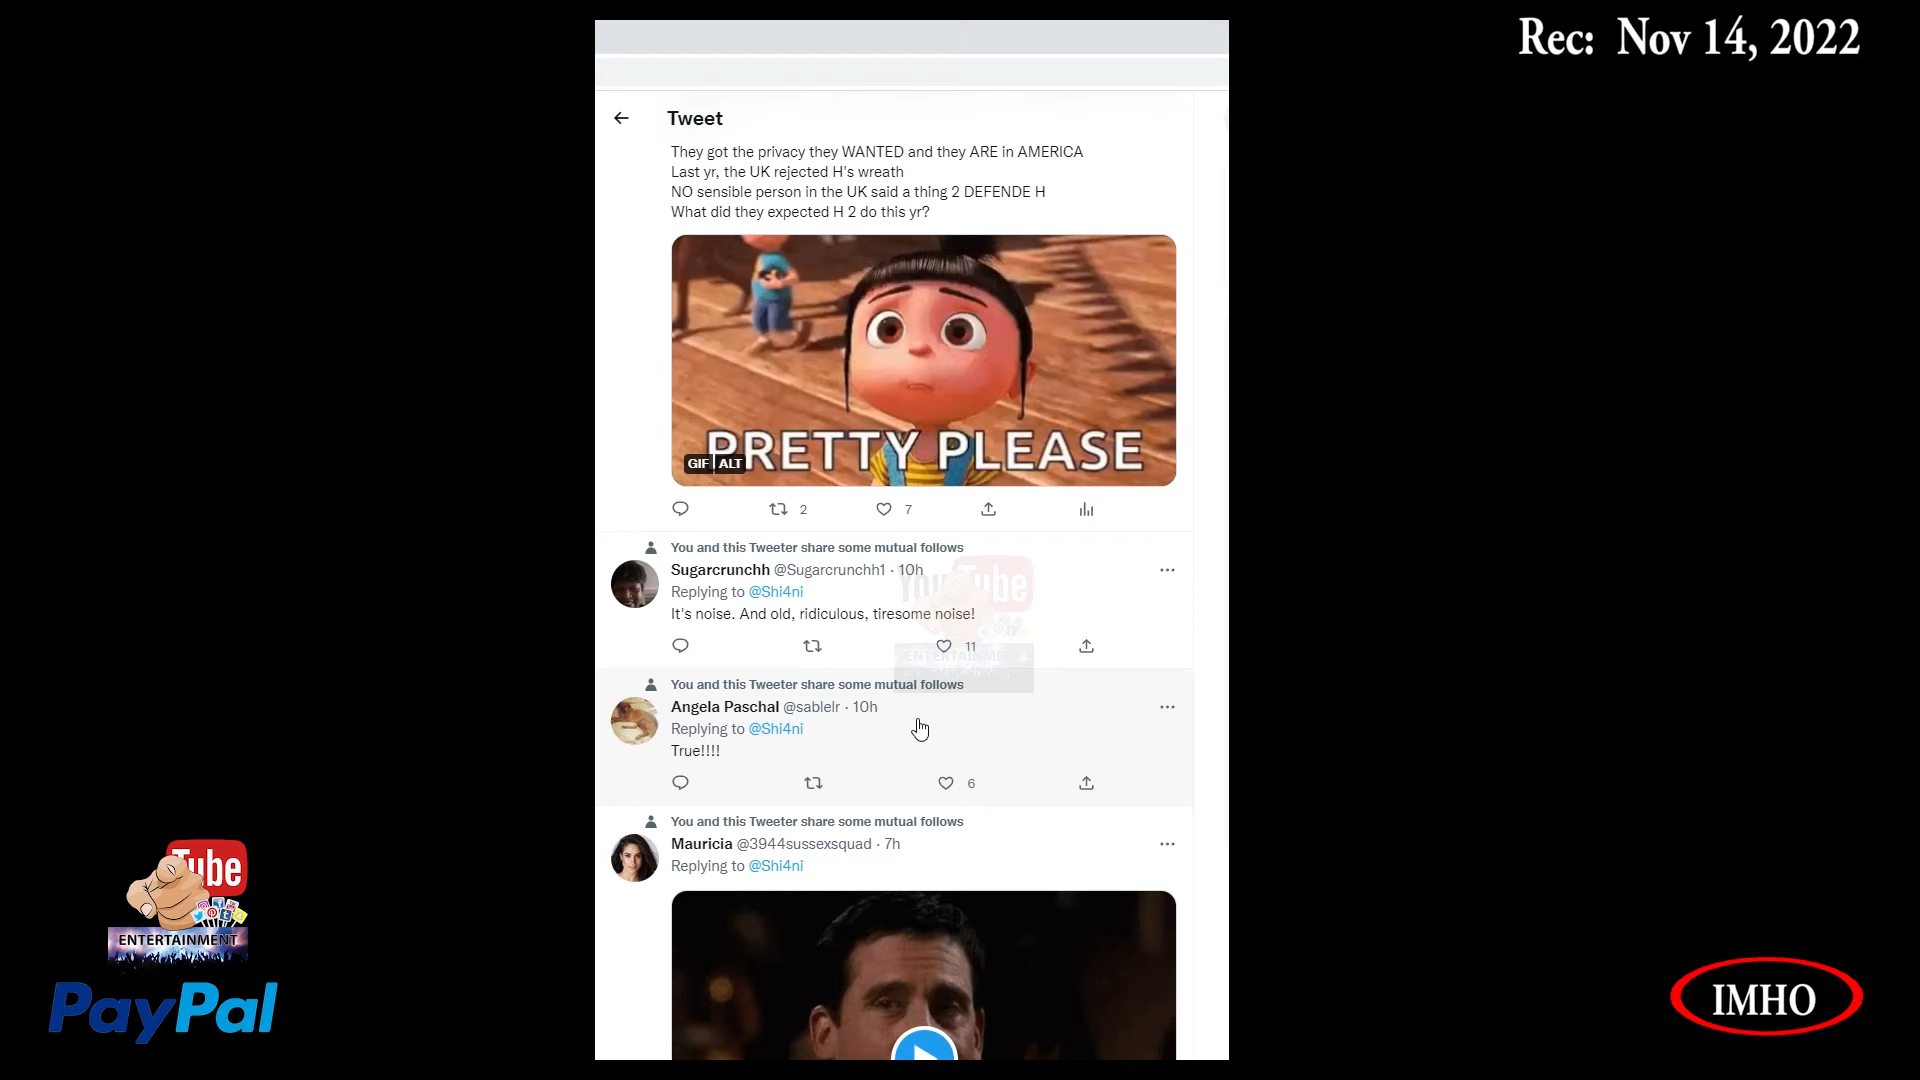 Rec: Nov 14, 2022
Tweet
They got the privacy they WANTED and they ARE in AMERICA
Last yr, the UK rejected H's wreath
NO sensible person in the UK said a thing 2 DEFENDE H
What did they expected H 2 do this yr?
PRETTY PLEASE
GIF ALT
2 7
You and this Tweeter share some mutual follows
Sugarcrunchh @Sugarcrunchh1 · 10h
Replying to @Shi4ni
It's noise. And old, ridiculous, tiresome noise!
11
You and this Tweeter share some mutual follows
Angela Paschal @sablelr · 10h
Replying to @Shi4ni
True!!!!
6
You and this Tweeter share some mutual follows
Mauricia @3944sussexsquad · 7h
Replying to @Shi4ni
YouTube
ENTERTAINMENT
Tube
ENTERTAINMENT
PayPal
IMHO